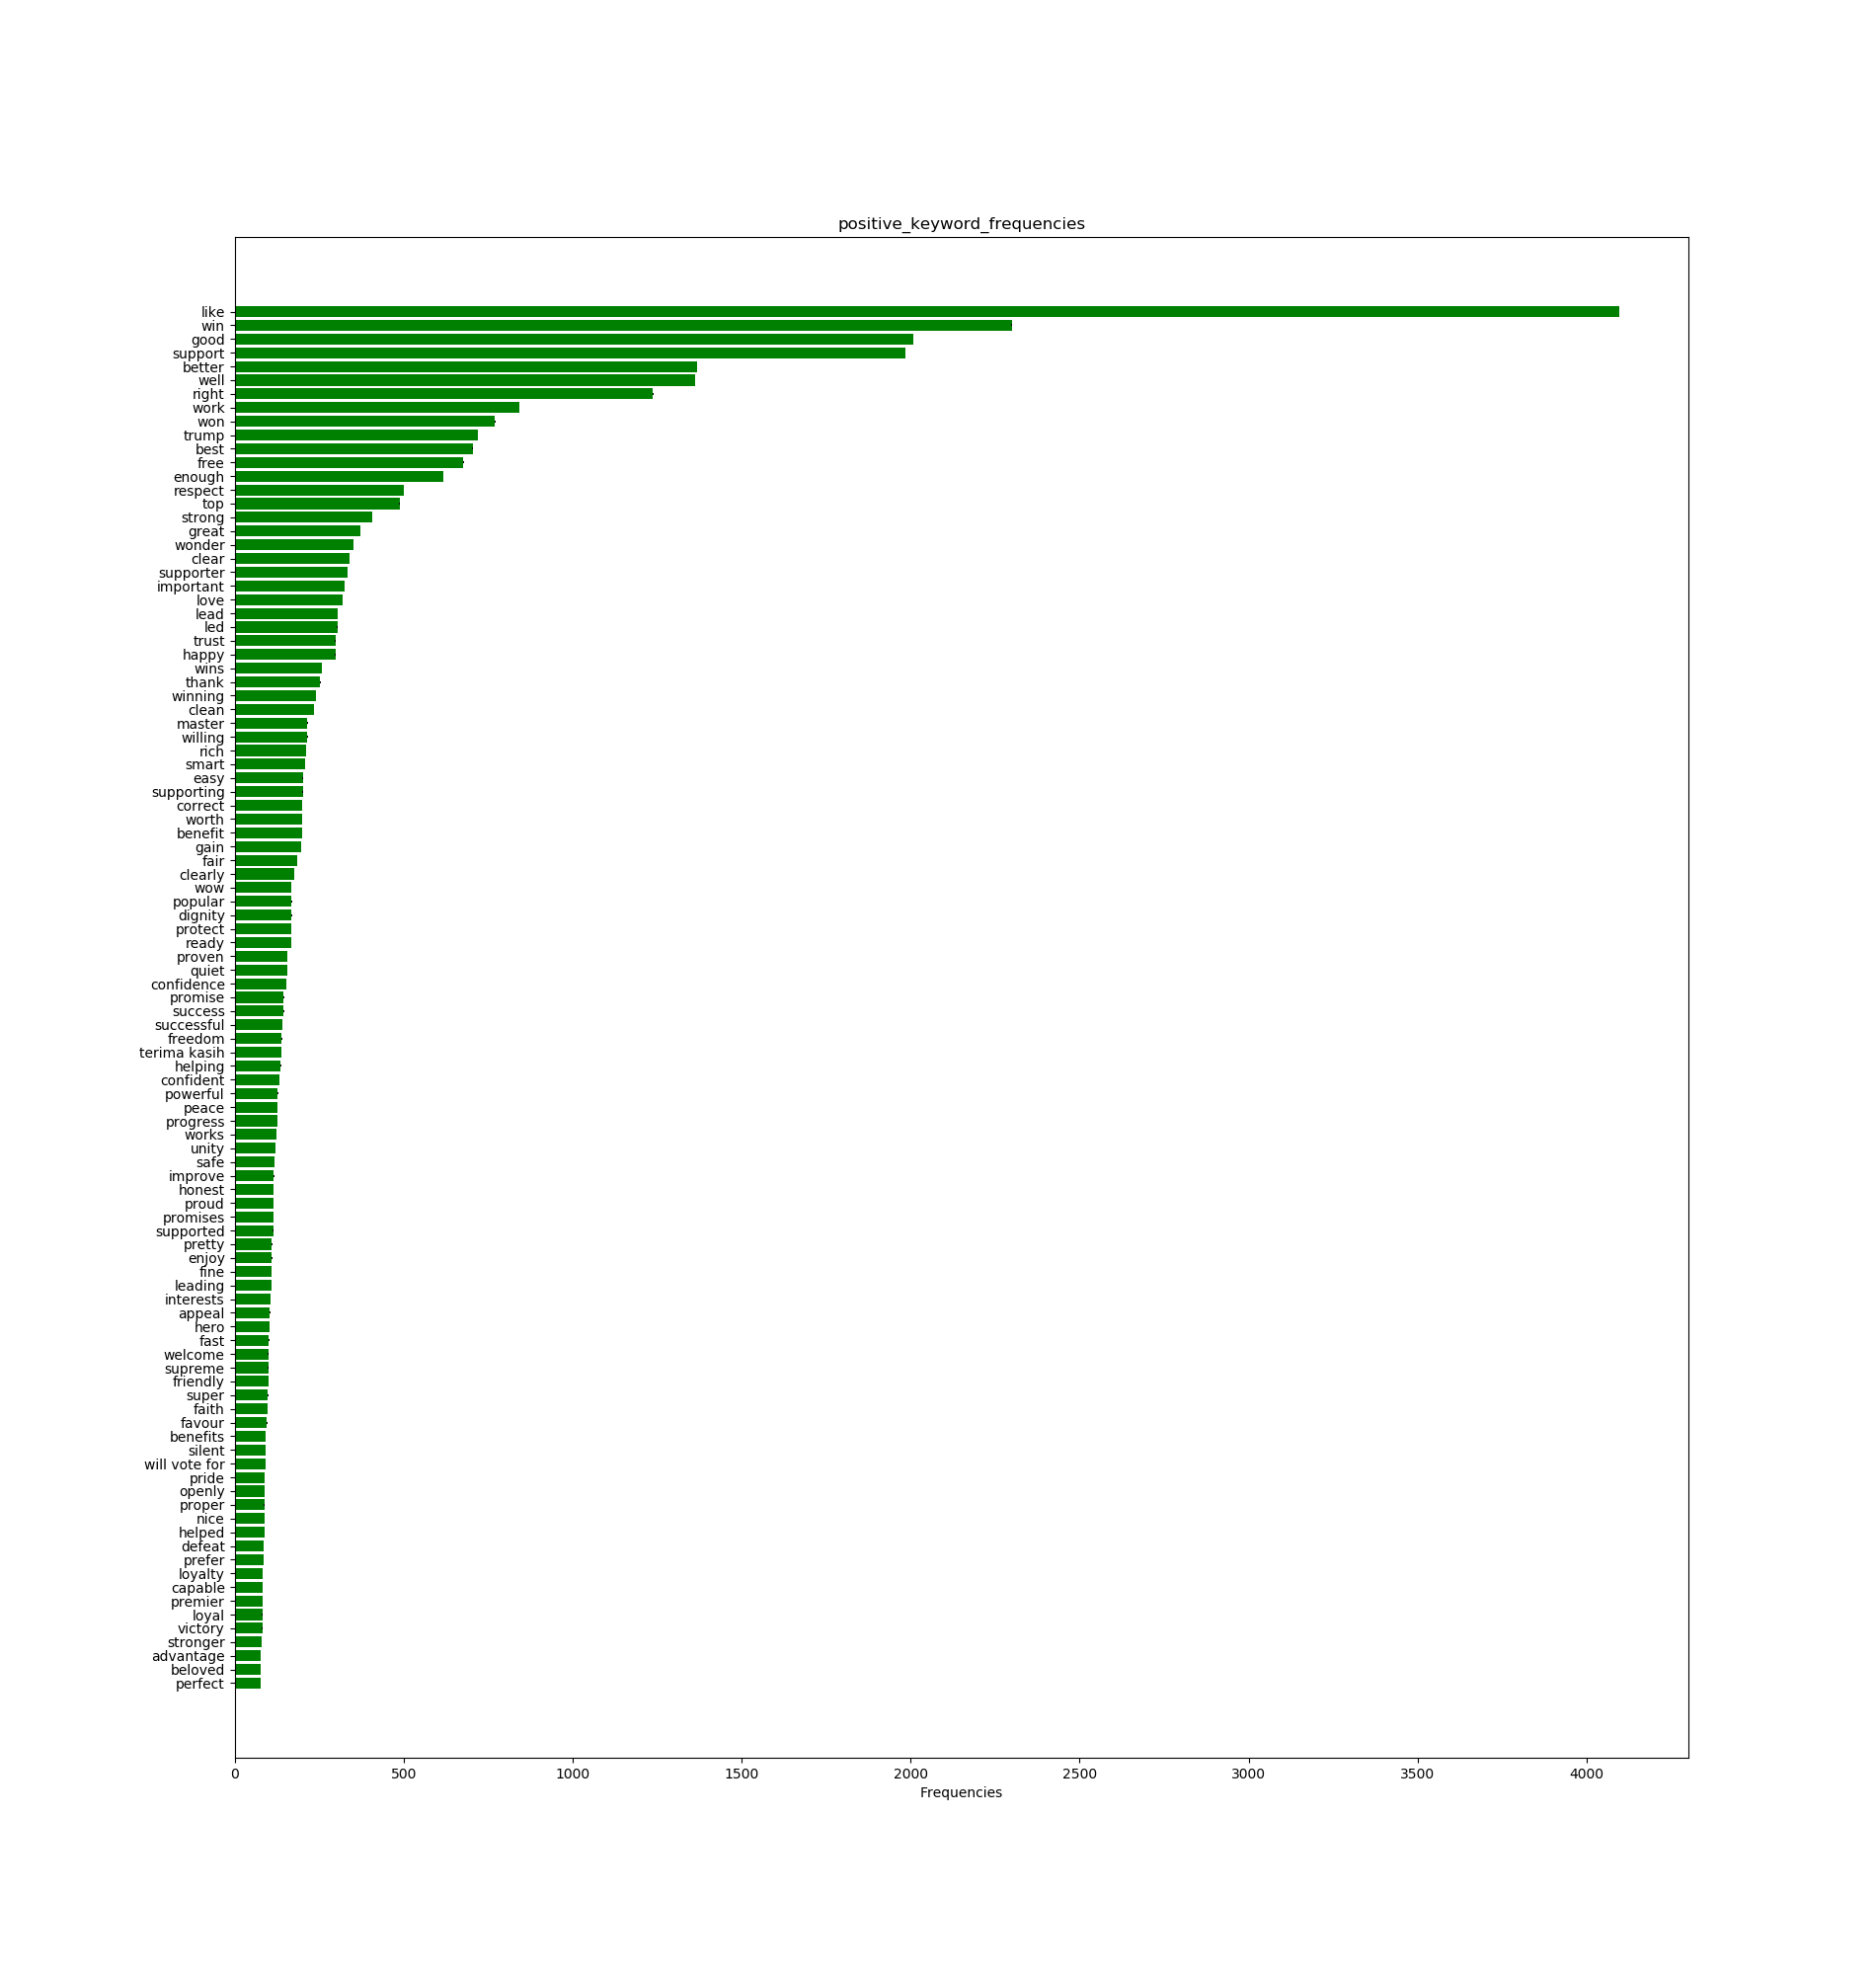 positive_keyword_frequencies
like
win
good
support
better
well
right
work
won
trump
best
free
enough
respect
top
strong
great
wonder
clear
supporter
important
love
lead
led
trust
happy
wins
thank
winning
clean
master
willing
rich
smart
easy
supporting
correct
worth
benefit
gain
fair
clearly
wow
popular
dignity
protect
ready
proven
quiet
confidence
promise
success
successful
freedom
terima kasih
helping
confident
powerful
peace
progress
works
unity
safe
improve
honest
proud
promises
supported
pretty
enjoy
fine
leading
interests
appeal
hero
fast
welcome
supreme
friendly
super
faith
favour
benefits
silent
will vote for
pride
openly
proper
nice
helped
defeat
prefer
loyalty
capable
premier
loyal
victory
stronger
advantage
beloved
perfect
0 500 1000 1500 2000 2500 3000 3500 4000
Frequencies